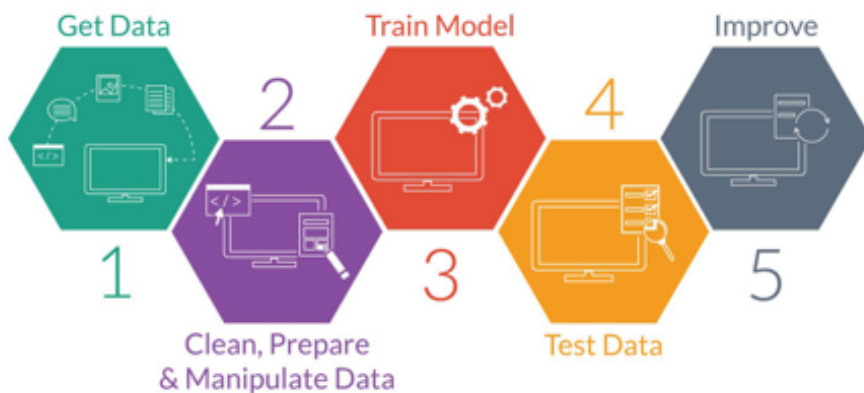 Get Data
1
2
Clean, Prepare
& Manipulate Data
Train Model
3
4
Test Data
Improve
5
</>
</>